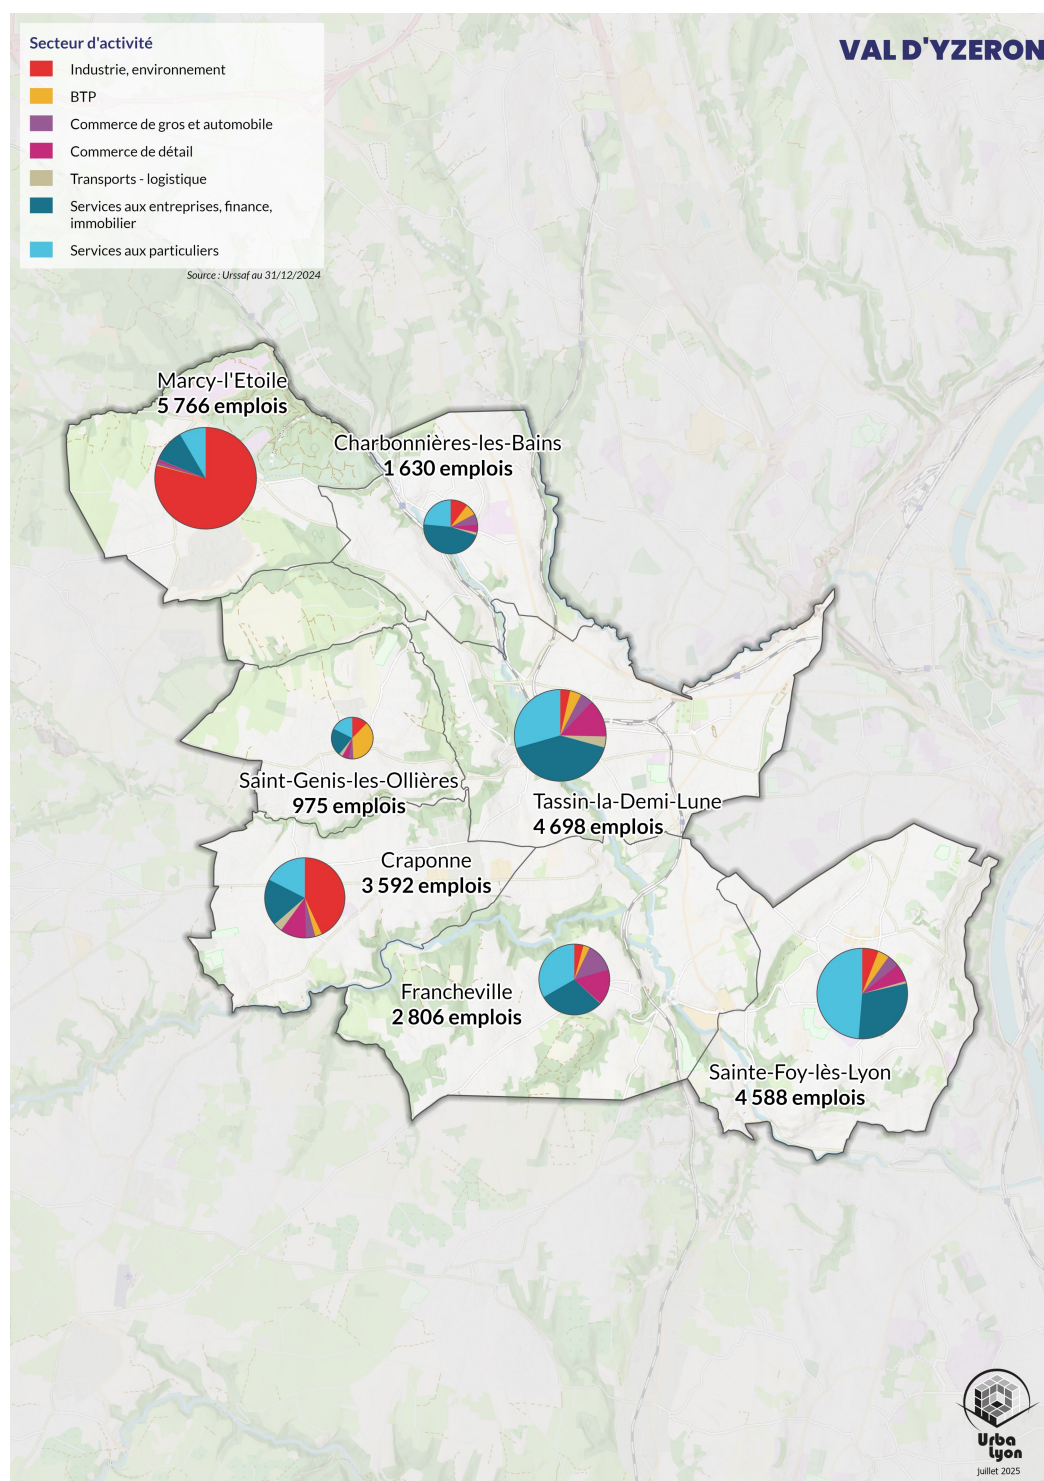 VAL D'YZERON
Secteur d'activité
Industrie, environnement
BTP
Commerce de gros et automobile
Commerce de détail
Transports - logistique
Services aux entreprises, finance,
immobilier
Services aux particuliers
Source : Urssaf au 31/12/2024
Marcy-l'Etoile
5 766 emplois
Charbonnières-les-Bains
1 630 emplois
Saint-Genis-les-Ollières
975 emplois
Tassin-la-Demi-Lune
4 698 emplois
Craponne
3 592 emplois
Francheville
2 806 emplois
Sainte-Foy-lès-Lyon
4 588 emplois
Urba
Lyon
Juillet 2025